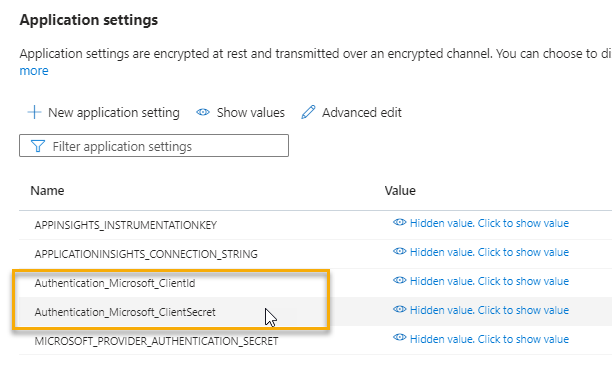 Application settings
Application settings are encrypted at rest and transmitted over an encrypted channel. You can choose to di
more
New application setting Show values Advanced edit
Filter application settings
Name Value
APPINSIGHTS_INSTRUMENTATIONKEY Hidden value. Click to show value
APPLICATIONINSIGHTS_CONNECTION_STRING Hidden value. Click to show value
Authentication_Microsoft_ClientId Hidden value. Click to show value
Authentication_Microsoft_ClientSecret Hidden value. Click to show value
MICROSOFT_PROVIDER_AUTHENTICATION_SECRET Hidden value. Click to show value